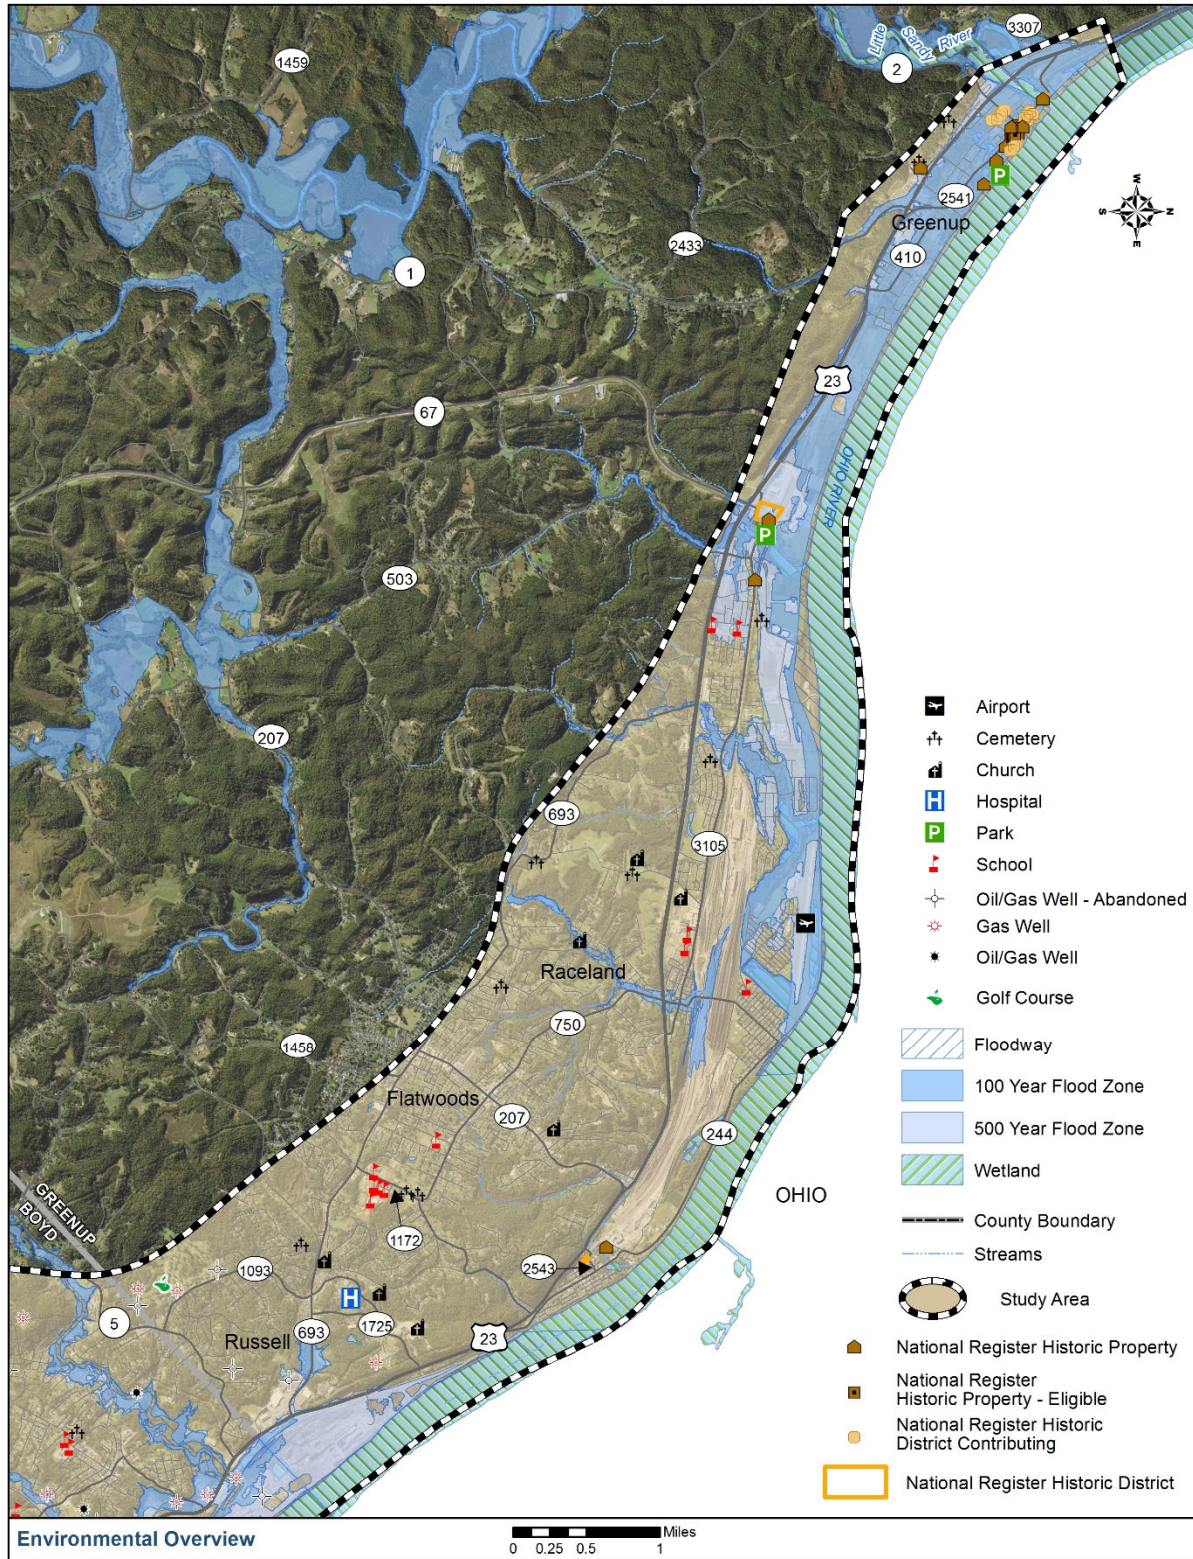 3307
Little
Sandy
River
1459
2
W
S
N
E
2541
Greenup
2433
410
1
23
67
OHIO RIVER
P
503
207
693
3105
Raceland
750
1458
Flatwoods
207
244
OHIO
GREENUP
BOYD
1172
2543
1093
H
5
Russell
693
1725
23
Airport
Cemetery
Church
H Hospital
P Park
School
Oil/Gas Well - Abandoned
Gas Well
Oil/Gas Well
Golf Course
Floodway
100 Year Flood Zone
500 Year Flood Zone
Wetland
County Boundary
Streams
Study Area
National Register Historic Property
National Register
Historic Property - Eligible
National Register Historic
District Contributing
National Register Historic District
Environmental Overview
Miles
0 0.25 0.5 1